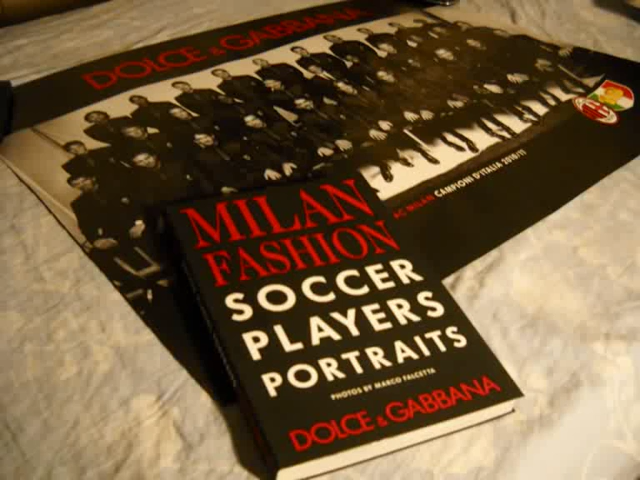 DOLCE & GABBANA
AC MILAN CAMPIONI D'ITALIA 2010/11
MILAN
FASHION
SOCCER
PLAYERS
PORTRAITS
PHOTOS BY MARCO FALCETTA
DOLCE & GABBANA